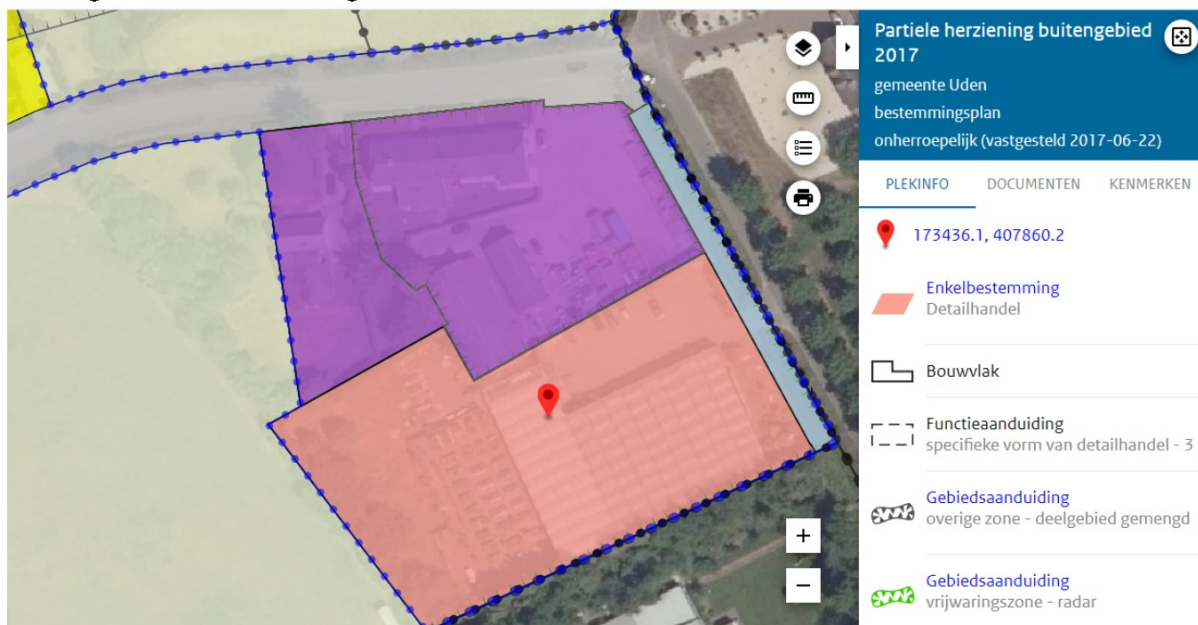 Partiele herziening buitengebied
2017
gemeente Uden
bestemmingsplan
onherroepelijk (vastgesteld 2017-06-22)
PLEKINFO DOCUMENTEN KENMERKEN
173436.1, 407860.2
Enkelbestemming
Detailhandel
Bouwvlak
Functieaanduiding
specifieke vorm van detailhandel - 3
Gebiedsaanduiding
overige zone - deelgebied gemengd
Gebiedsaanduiding
vrijwaringszone - radar